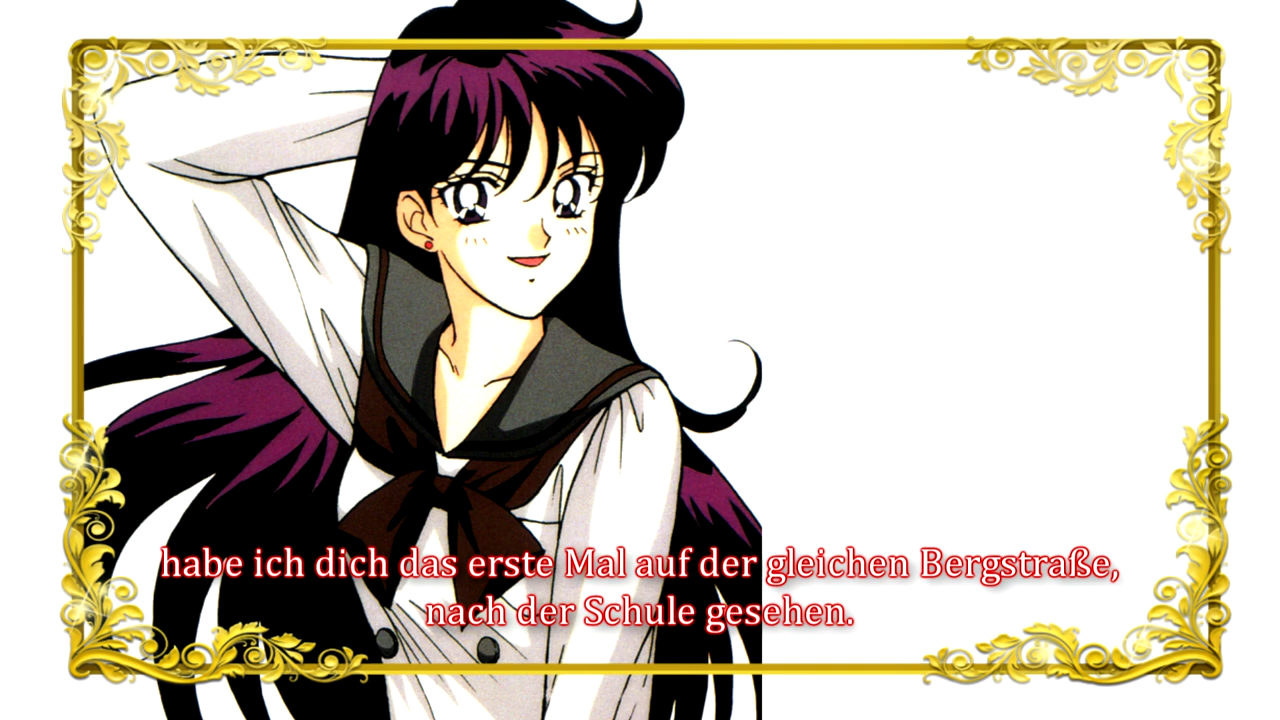 habe ich dich das erste Mal auf der gleichen Bergstraße,
nach der Schule gesehen.